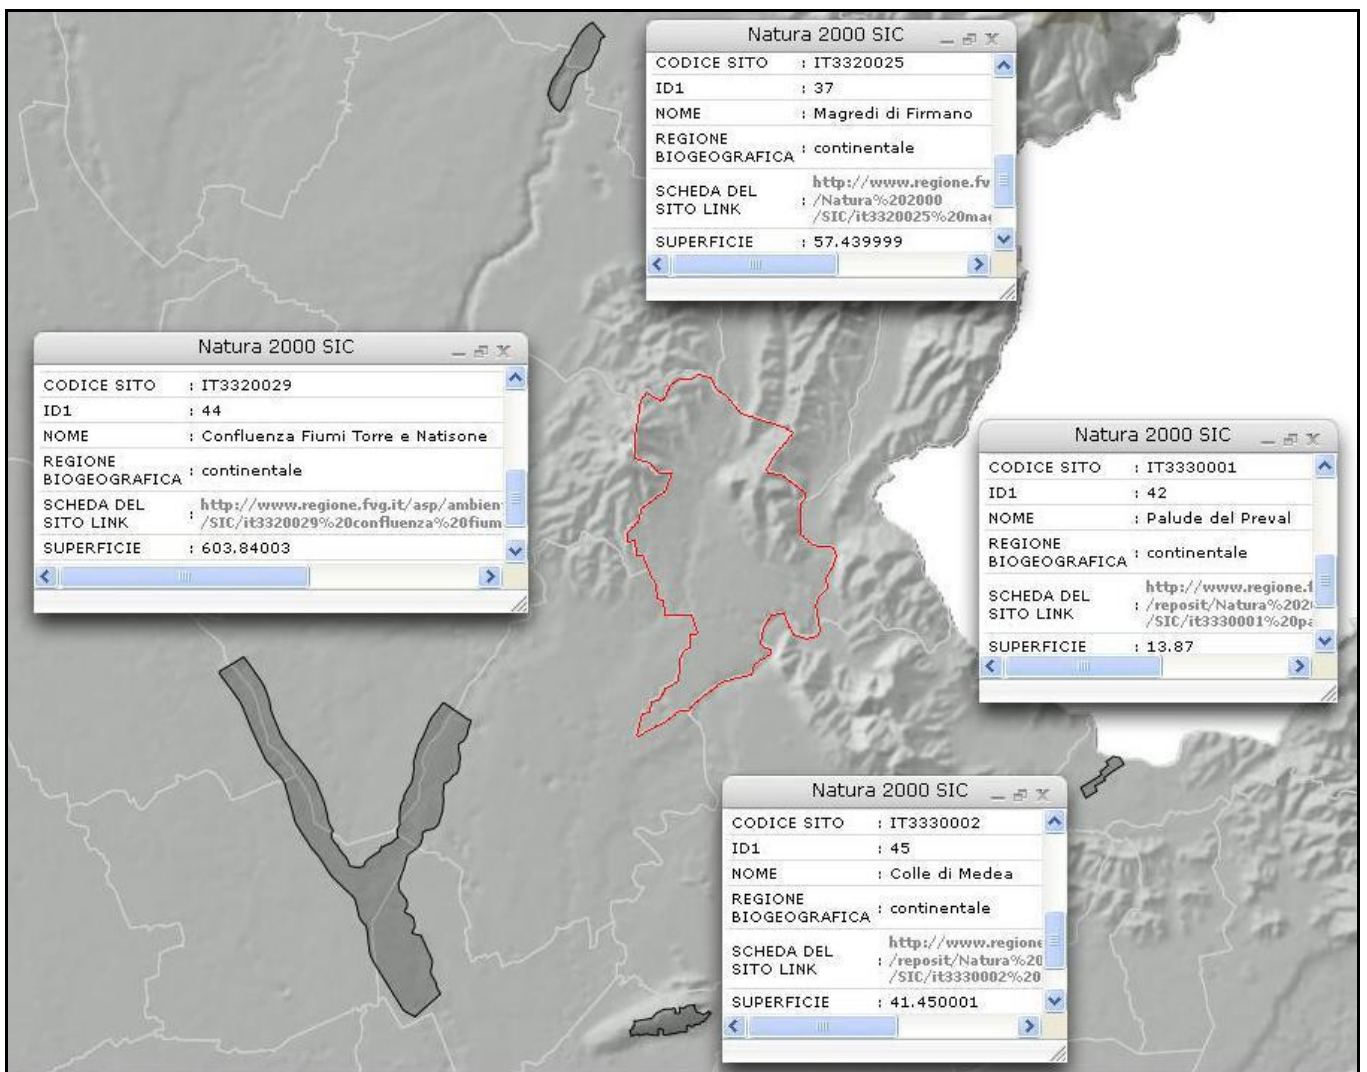 Natura 2000 SIC
CODICE SITO : IT3320025
ID1 : 37
NOME : Magredi di Firmano
REGIONE
BIOGEOGRAFICA : continentale
http://www.regione.fv
SCHEDA DEL
SITO LINK : /Natura%202000
/SIC/it3320025%20mag
SUPERFICIE : 57.439999
Natura 2000 SIC
CODICE SITO : IT3320029
ID1 : 44
NOME : Confluenza Fiumi Torre e Natisone
REGIONE
BIOGEOGRAFICA : continentale
SCHEDA DEL
SITO LINK : http://www.regione.fvg.it/asp/ambien
/SIC/it3320029%20confluenza%20fium
SUPERFICIE : 603.84003
Natura 2000 SIC
CODICE SITO : IT3330001
ID1 : 42
NOME : Palude del Preval
REGIONE
BIOGEOGRAFICA : continentale
http://www.regione.f
SCHEDA DEL
SITO LINK : /reposit/Natura%202
/SIC/it3330001%20pa
SUPERFICIE : 13.87
Natura 2000 SIC
CODICE SITO : IT3330002
ID1 : 45
NOME : Colle di Medea
REGIONE
BIOGEOGRAFICA : continentale
http://www.regione
SCHEDA DEL
SITO LINK : /reposit/Natura%20
/SIC/it3330002%20
SUPERFICIE : 41.450001